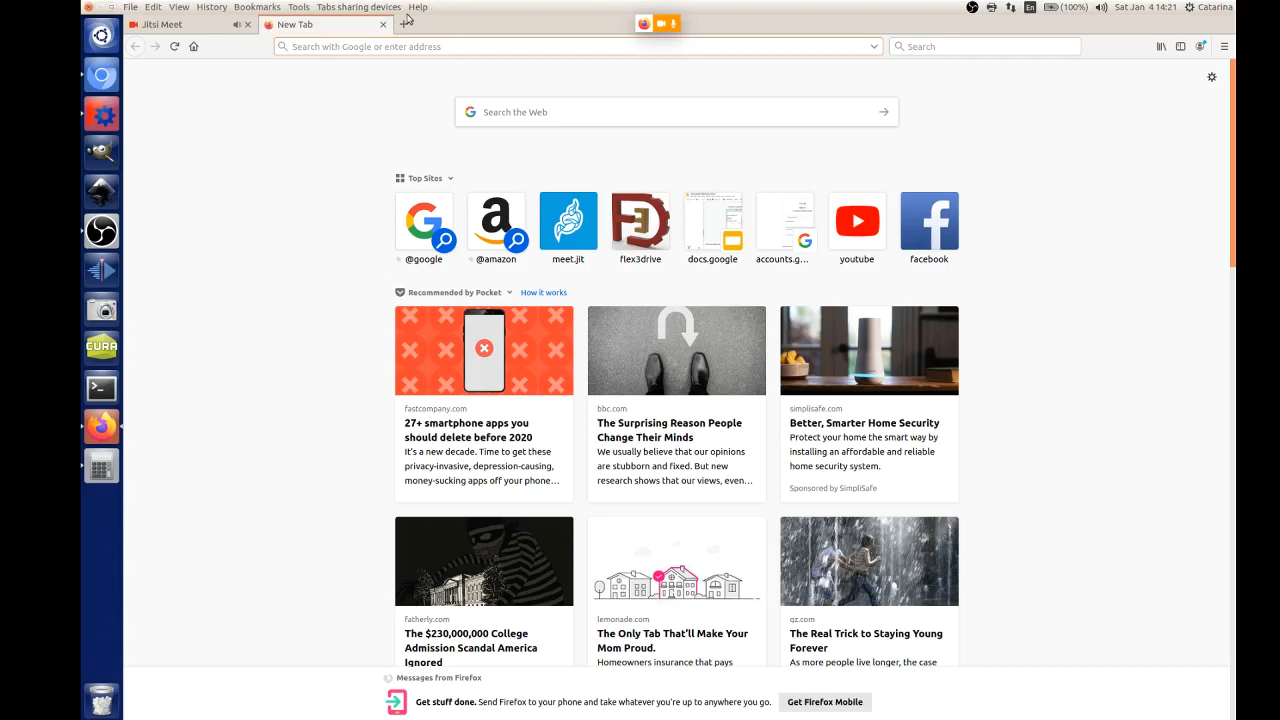 File Edit View History Bookmarks Tools Tabs sharing devices Help
En (100%) Sat Jan 4 14:21 Catarina
Jitsi Meet New Tab
Search with Google or enter address
Search
Search the Web
Top Sites
@google @amazon meet.jit flex3drive docs.google accounts.g... youtube facebook
Recommended by Pocket How it works
fastcompany.com
27+ smartphone apps you
should delete before 2020
It's a new decade. Time to get these
privacy-invasive, depression-causing,
money-sucking apps off your phone...
bbc.com
The Surprising Reason People
Change Their Minds
We usually believe that our opinions
are stubborn and fixed. But new
research shows that our views, even...
simplisafe.com
Better, Smarter Home Security
Protect your home the smart way by
installing an affordable and reliable
home security system.
Sponsored by SimpliSafe
fatherly.com
The $230,000,000 College
Admission Scandal America
Ignored
lemonade.com
The Only Tab That'll Make Your
Mom Proud.
Homeowners insurance that pays
qz.com
The Real Trick to Staying Young
Forever
As more people live longer, the case
CURA
Messages from Firefox
Get stuff done. Send Firefox to your phone and take whatever you're up to anywhere you go.
Get Firefox Mobile